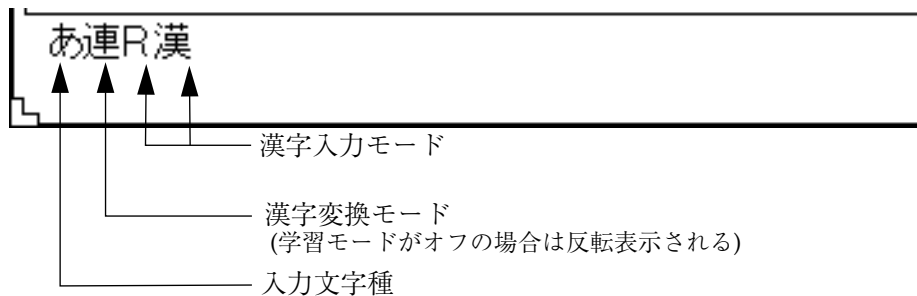 あ連R漢
漢字入力モード
漢字変換モード
(学習モードがオフの場合は反転表示される)
入力文字種